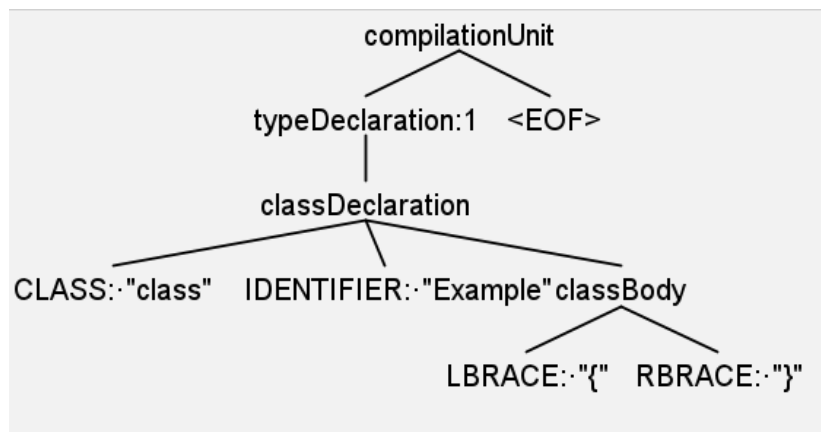 compilationUnit
typeDeclaration:1 <EOF>
classDeclaration
CLASS:·"class" IDENTIFIER:·"Example" classBody
LBRACE:·"{" RBRACE:·"}"